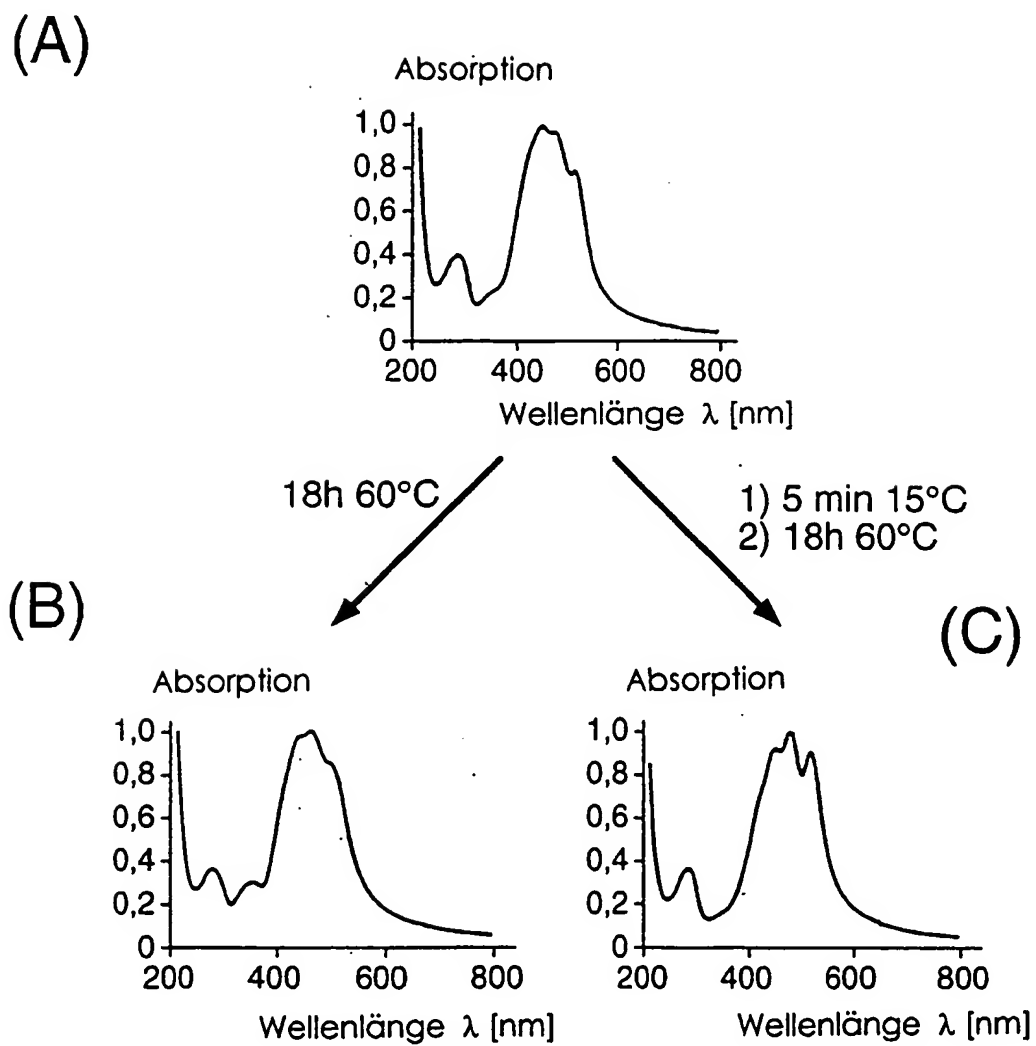 (A)
Absorption
1,0
0,8
0,6
0,4
0,2
0
200 400 600 800
Wellenlänge λ [nm]
18h 60°C
1) 5 min 15°C
2) 18h 60°C
(B)
Absorption
1,0
0,8
0,6
0,4
0,2
0
200 400 600 800
Wellenlänge λ [nm]
(C)
Absorption
1,0
0,8
0,6
0,4
0,2
0
200 400 600 800
Wellenlänge λ [nm]